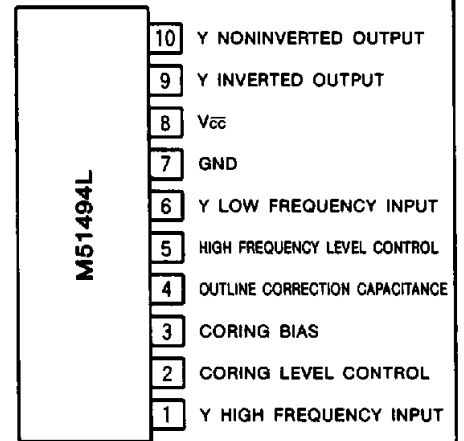 M51494L
10 Y NONINVERTED OUTPUT
9 Y INVERTED OUTPUT
8 Vcc
7 GND
6 Y LOW FREQUENCY INPUT
5 HIGH FREQUENCY LEVEL CONTROL
4 OUTLINE CORRECTION CAPACITANCE
3 CORING BIAS
2 CORING LEVEL CONTROL
1 Y HIGH FREQUENCY INPUT